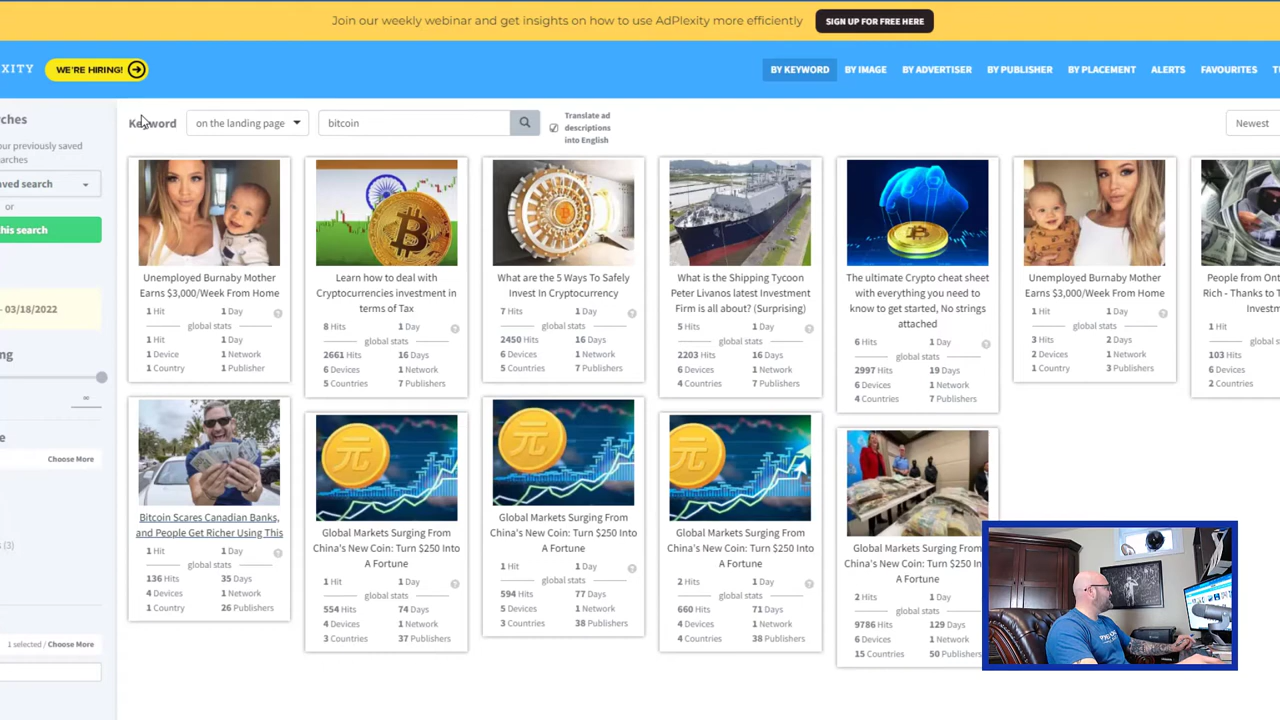 Join our weekly webinar and get insights on how to use AdPlexity more efficiently
SIGN UP FOR FREE HERE
XITY
WE'RE HIRING!
BY KEYWORD
BY IMAGE
BY ADVERTISER
BY PUBLISHER
BY PLACEMENT
ALERTS
FAVOURITES
ches
our previously saved
arches
aved search
or
his search
- 03/18/2022
ng
∞
e
Choose More
s (3)
1 selected / Choose More
Keyword
on the landing page
bitcoin
Translate ad
descriptions
into English
Newest
Unemployed Burnaby Mother
Earns $3,000/Week From Home
1 Hit 1 Day
global stats
1 Hit 1 Day
1 Device 1 Network
1 Country 1 Publisher
Learn how to deal with
Cryptocurrencies investment in
terms of Tax
8 Hits 1 Day
global stats
2661 Hits 16 Days
6 Devices 1 Network
5 Countries 7 Publishers
What are the 5 Ways To Safely
Invest In Cryptocurrency
7 Hits 1 Day
global stats
2450 Hits 16 Days
6 Devices 1 Network
5 Countries 7 Publishers
What is the Shipping Tycoon
Peter Livanos latest Investment
Firm is all about? (Surprising)
5 Hits 1 Day
global stats
2203 Hits 16 Days
6 Devices 1 Network
4 Countries 7 Publishers
The ultimate Crypto cheat sheet
with everything you need to
know to get started, No strings
attached
6 Hits 1 Day
global stats
2997 Hits 19 Days
6 Devices 1 Network
4 Countries 7 Publishers
Unemployed Burnaby Mother
Earns $3,000/Week From Home
1 Hit 1 Day
global stats
3 Hits 2 Days
2 Devices 1 Network
1 Country 3 Publishers
People from Ont
Rich - Thanks to T
Investm
1 Hit
103 Hits
6 Devices
2 Countries
Bitcoin Scares Canadian Banks,
and People Get Richer Using This
1 Hit 1 Day
global stats
136 Hits 35 Days
4 Devices 1 Network
1 Country 26 Publishers
Global Markets Surging From
China's New Coin: Turn $250 Into
A Fortune
1 Hit 1 Day
global stats
554 Hits 74 Days
4 Devices 1 Network
3 Countries 37 Publishers
Global Markets Surging From
China's New Coin: Turn $250 Into
A Fortune
1 Hit 1 Day
global stats
594 Hits 77 Days
5 Devices 1 Network
3 Countries 38 Publishers
Global Markets Surging From
China's New Coin: Turn $250 Into
A Fortune
2 Hits 1 Day
global stats
660 Hits 71 Days
4 Devices 1 Network
4 Countries 38 Publishers
Global Markets Surging From
China's New Coin: Turn $250 In
A Fortune
2 Hits 1 Day
global stats
9786 Hits 129 Days
6 Devices 1 Network
15 Countries 50 Publishers